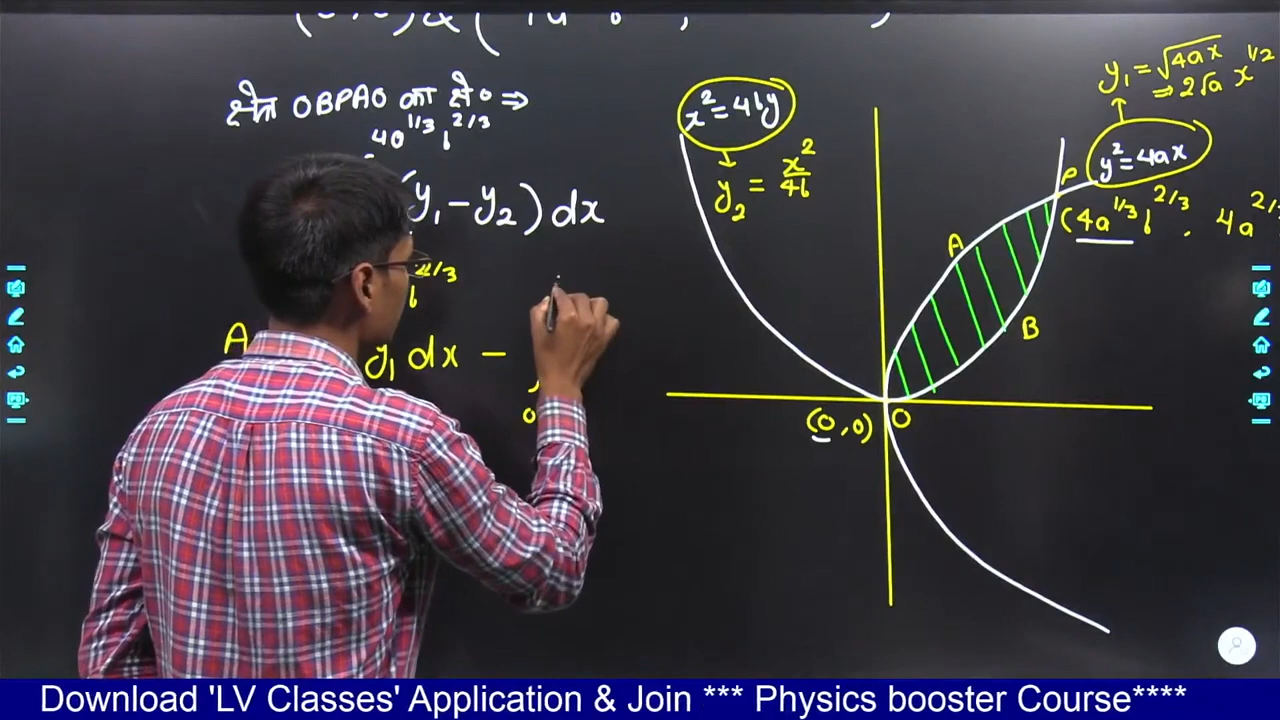 क्षेत्र OBPAO का क्षे० ⇒
4a^{1/3} b^{2/3}
(y₁ - y₂) dx
b^{2/3}
A
y₁ dx -
0
x² = 4by
y₂ = x²/4b
y₁ = √4ax
⇒ 2√a x^{1/2}
y² = 4ax
P
(4a^{1/3} b^{2/3}, 4a^{2/
A
B
(0,0) O
Download 'LV Classes' Application & Join *** Physics booster Course****